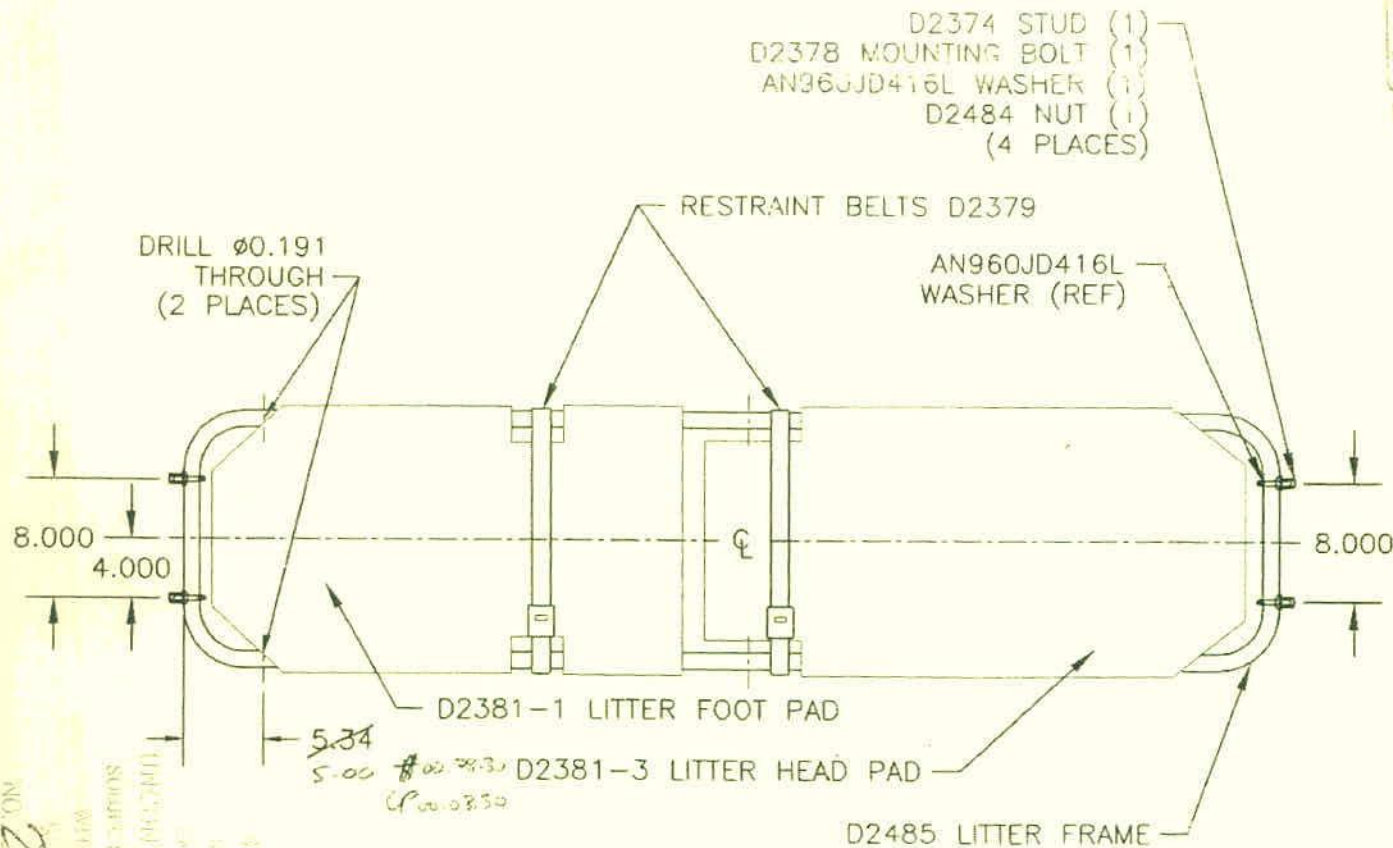 D2374 STUD (1)
D2378 MOUNTING BOLT (1)
AN960JD416L WASHER (1)
D2484 NUT (1)
(4 PLACES)
RESTRAINT BELTS D2379
DRILL ø0.191
THROUGH
(2 PLACES)
AN960JD416L
WASHER (REF)
8.000
4.000
℄
8.000
D2381-1 LITTER FOOT PAD
5.34
5.00
D2381-3 LITTER HEAD PAD
D2485 LITTER FRAME
NO. 2